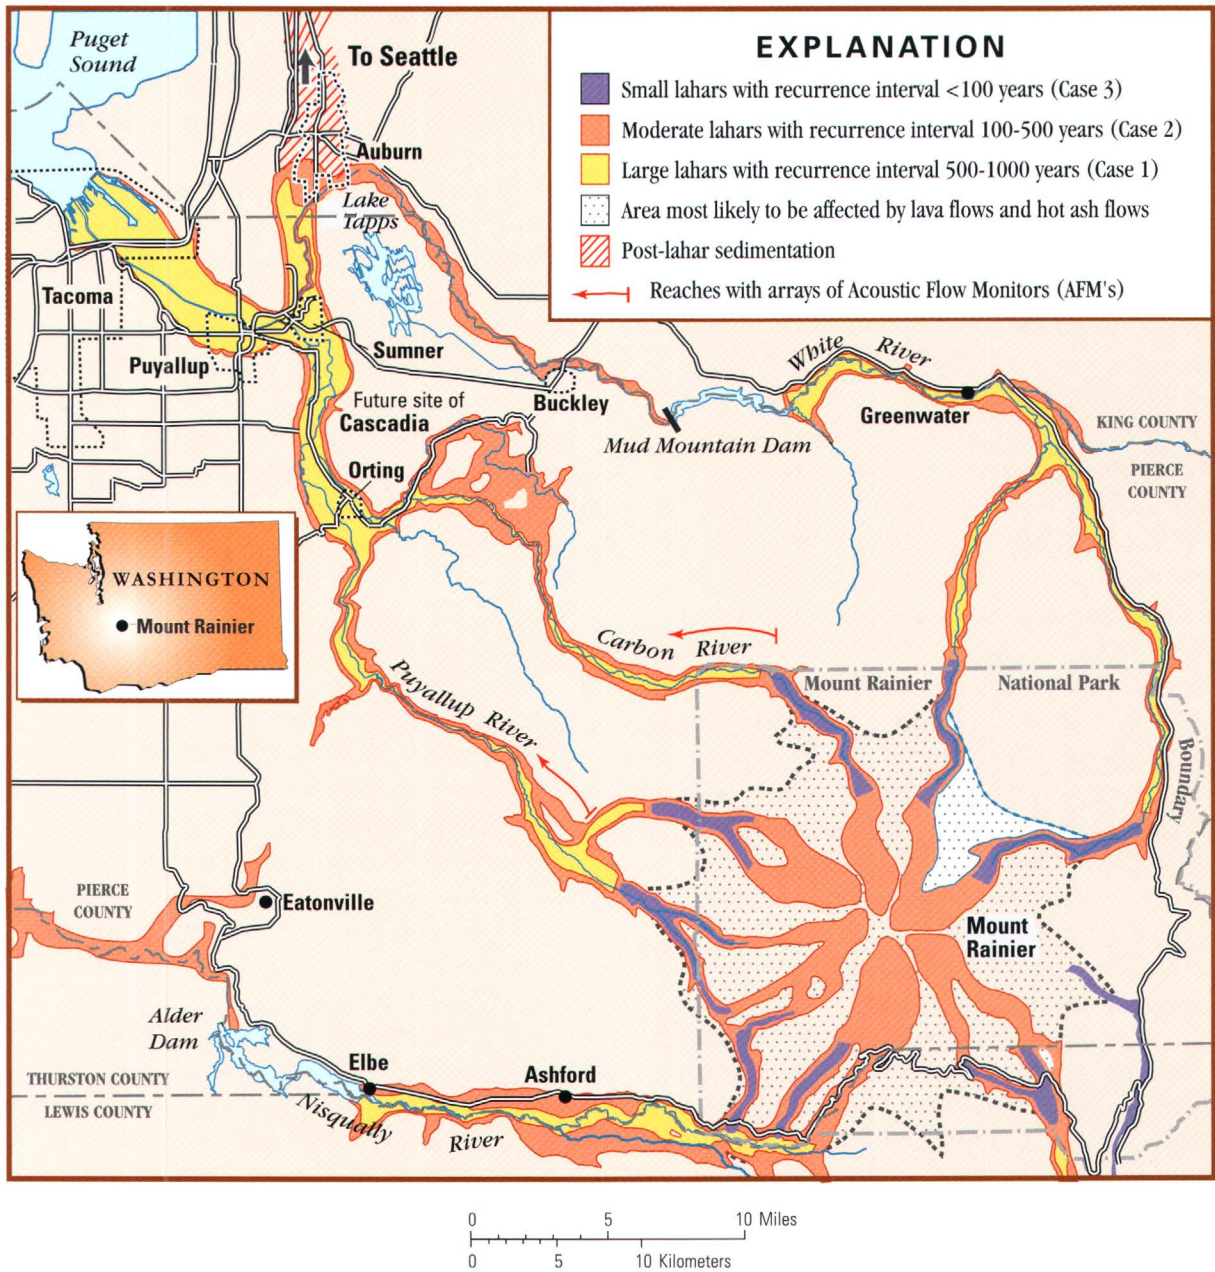 Puget
Sound
To Seattle
EXPLANATION
Small lahars with recurrence interval <100 years (Case 3)
Moderate lahars with recurrence interval 100-500 years (Case 2)
Large lahars with recurrence interval 500-1000 years (Case 1)
Area most likely to be affected by lava flows and hot ash flows
Post-lahar sedimentation
Reaches with arrays of Acoustic Flow Monitors (AFM's)
Auburn
Lake
Tapps
Tacoma
Puyallup
Sumner
Future site of
Cascadia
Buckley
Orting
White River
Greenwater
Mud Mountain Dam
KING COUNTY
PIERCE
COUNTY
WASHINGTON
Mount Rainier
Carbon River
Puyallup River
Mount Rainier National Park
Boundary
PIERCE
COUNTY
Eatonville
Mount
Rainier
Alder
Dam
Elbe
Ashford
THURSTON COUNTY
LEWIS COUNTY
Nisqually
River
0 5 10 Miles
0 5 10 Kilometers